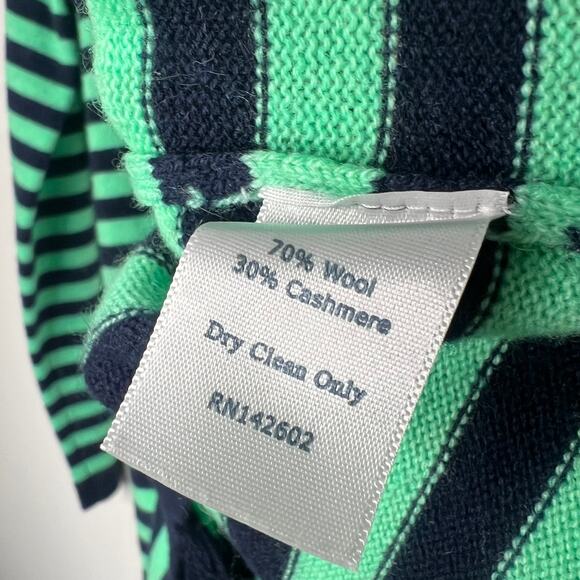 70% Wool
30% Cashmere
Dry Clean Only
RN142602